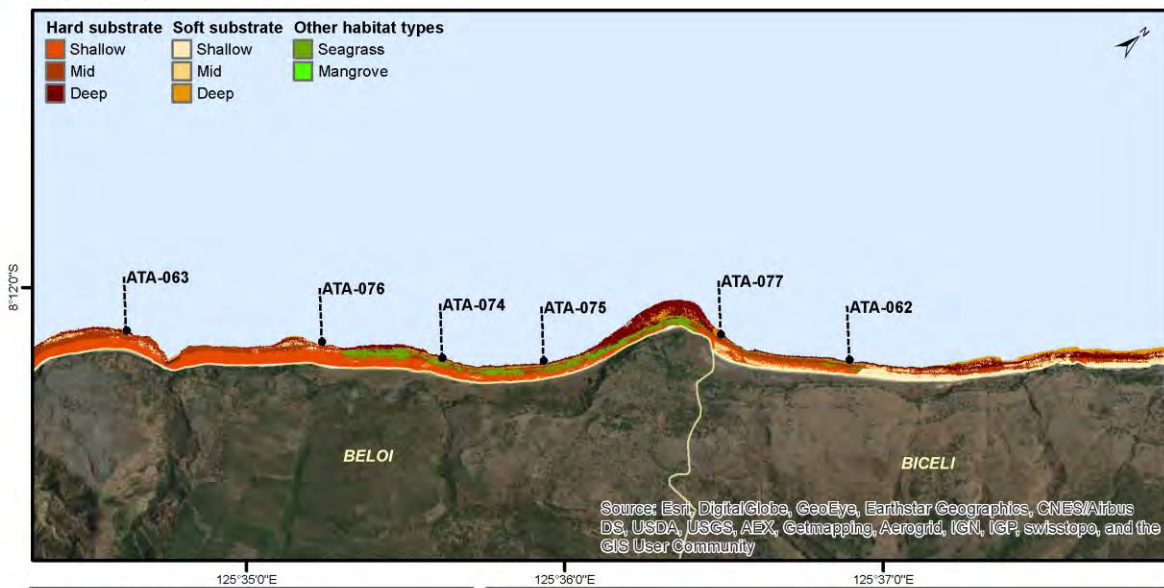 Hard substrate Soft substrate Other habitat types
Shallow Shallow Seagrass
Mid Mid Mangrove
Deep Deep
N
8°12'0"S
ATA-063
ATA-076
ATA-074
ATA-075
ATA-077
ATA-062
BELOI
BICELI
Source: Esri, DigitalGlobe, GeoEye, Earthstar Geographics, CNES/Airbus
DS, USDA, USGS, AEX, Getmapping, Aerogrid, IGN, IGP, swisstopo, and the
GIS User Community
125°35'0"E 125°36'0"E 125°37'0"E